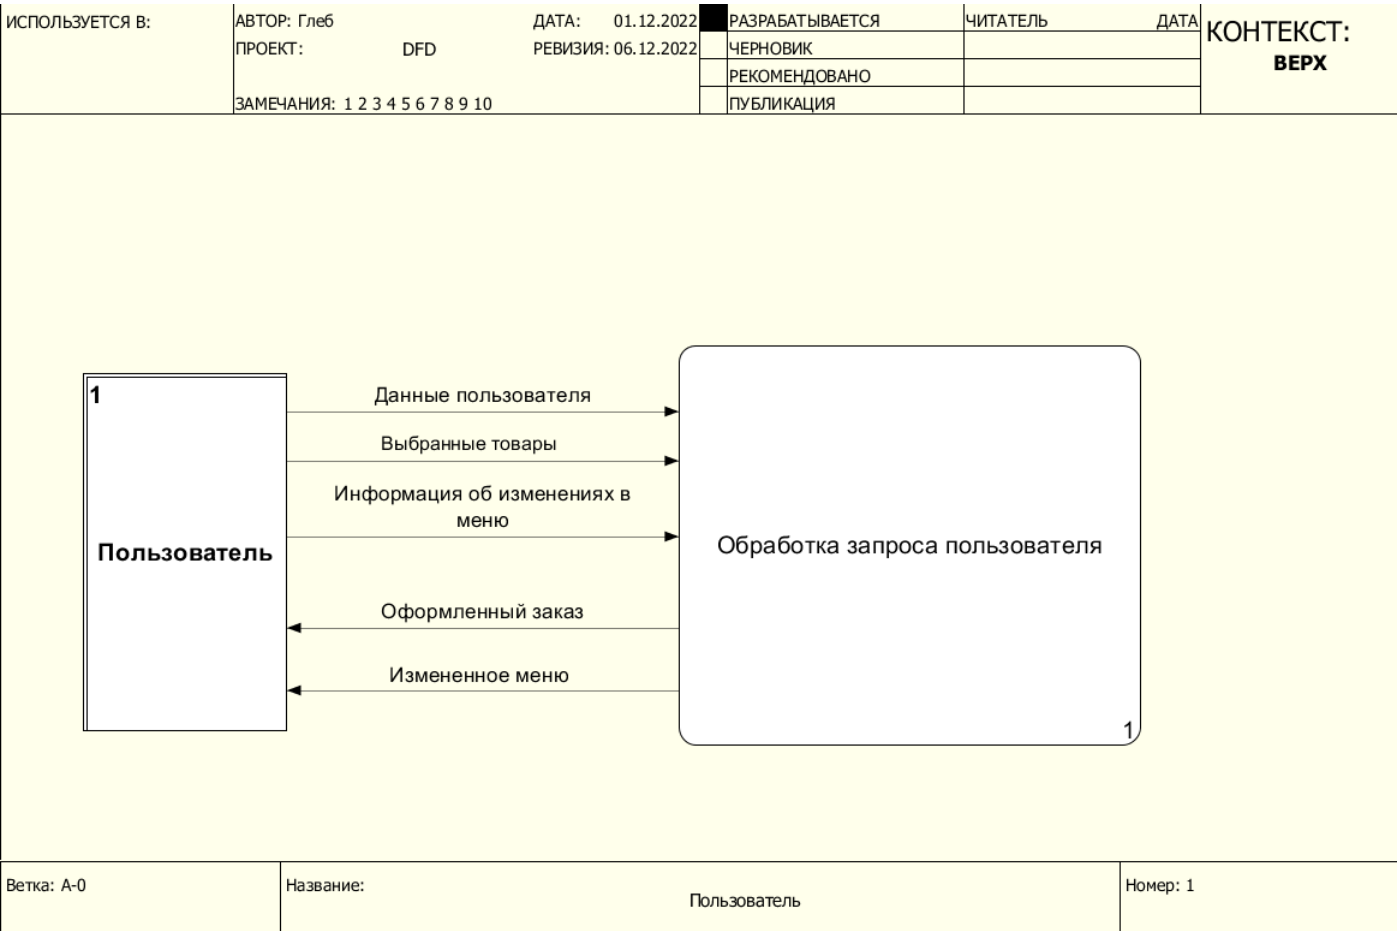 ИСПОЛЬЗУЕТСЯ В:
АВТОР: Глеб
ДАТА: 01.12.2022
ПРОЕКТ: DFD
РЕВИЗИЯ: 06.12.2022
ЗАМЕЧАНИЯ: 1 2 3 4 5 6 7 8 9 10
РАЗРАБАТЫВАЕТСЯ
ЧЕРНОВИК
РЕКОМЕНДОВАНО
ПУБЛИКАЦИЯ
ЧИТАТЕЛЬ
ДАТА
КОНТЕКСТ:
ВЕРХ
1
Пользователь
Данные пользователя
Выбранные товары
Информация об изменениях в
меню
Оформленный заказ
Измененное меню
Обработка запроса пользователя
1
Ветка: A-0
Название:
Пользователь
Номер: 1